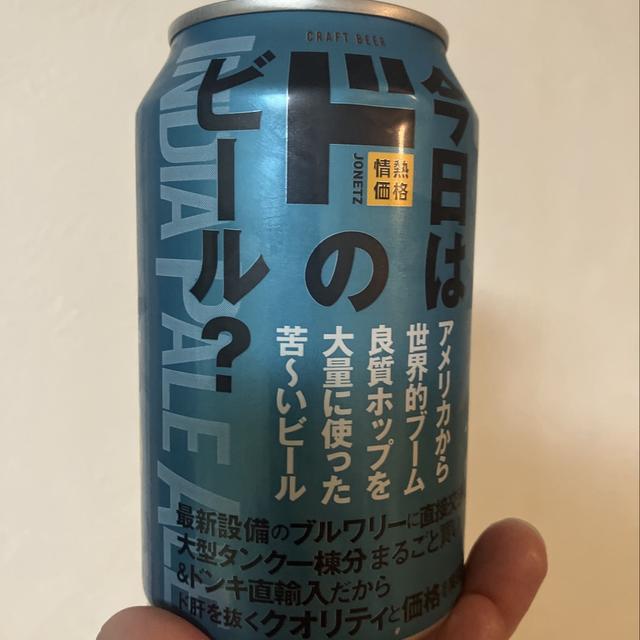 CRAFT BEER
今日は
ドの
ビール?
JONETZ
情熱
価格
INDIA PALE AL
アメリカから
世界的ブーム
良質ホップを
大量に使った
苦～いビール
最新設備のブルワリーに直接交
大型タンク一棟分まるごと買い
&ドンキ直輸入だから
ド肝を抜くクオリティと価格を